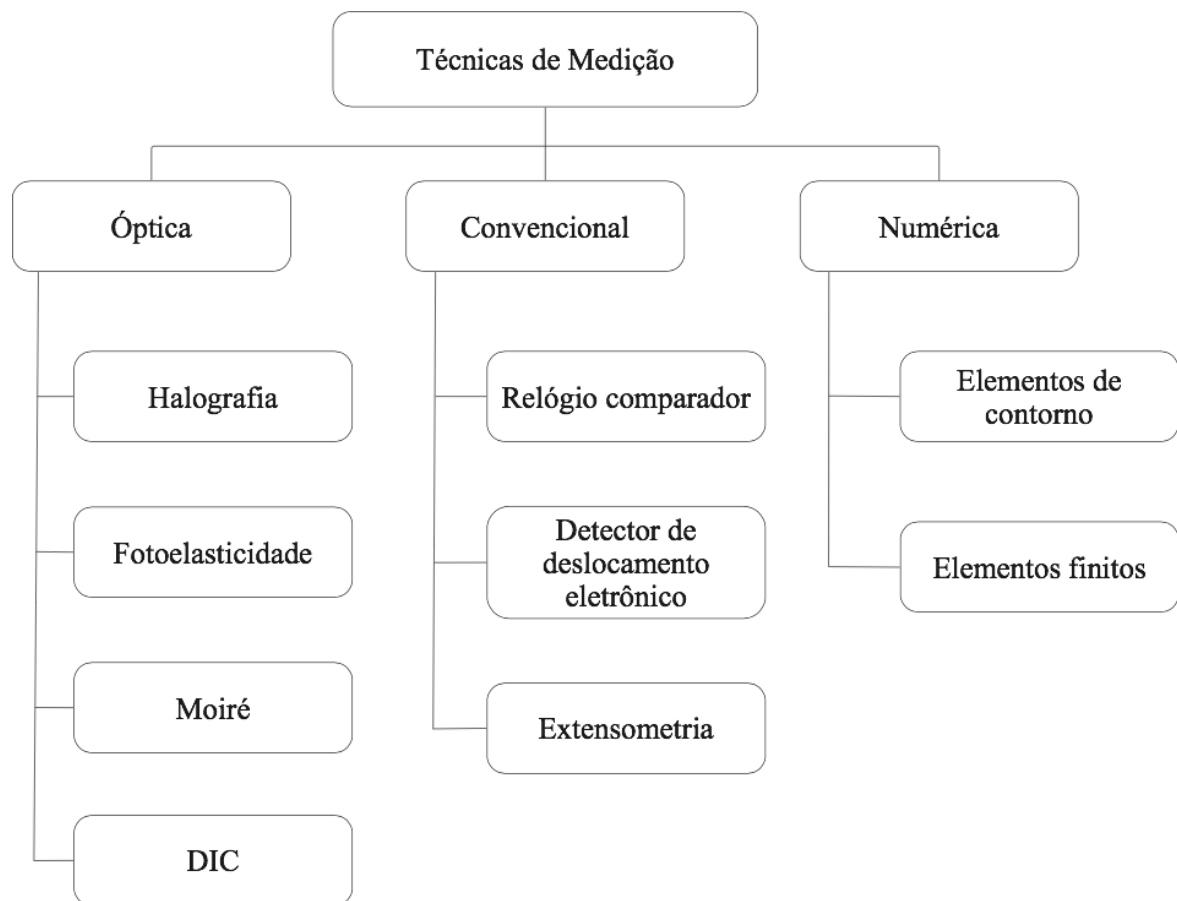 Técnicas de Medição
Óptica
Convencional
Numérica
Halografia
Relógio comparador
Elementos de
contorno
Fotoelasticidade
Detector de
deslocamento
eletrônico
Elementos finitos
Moiré
Extensometria
DIC